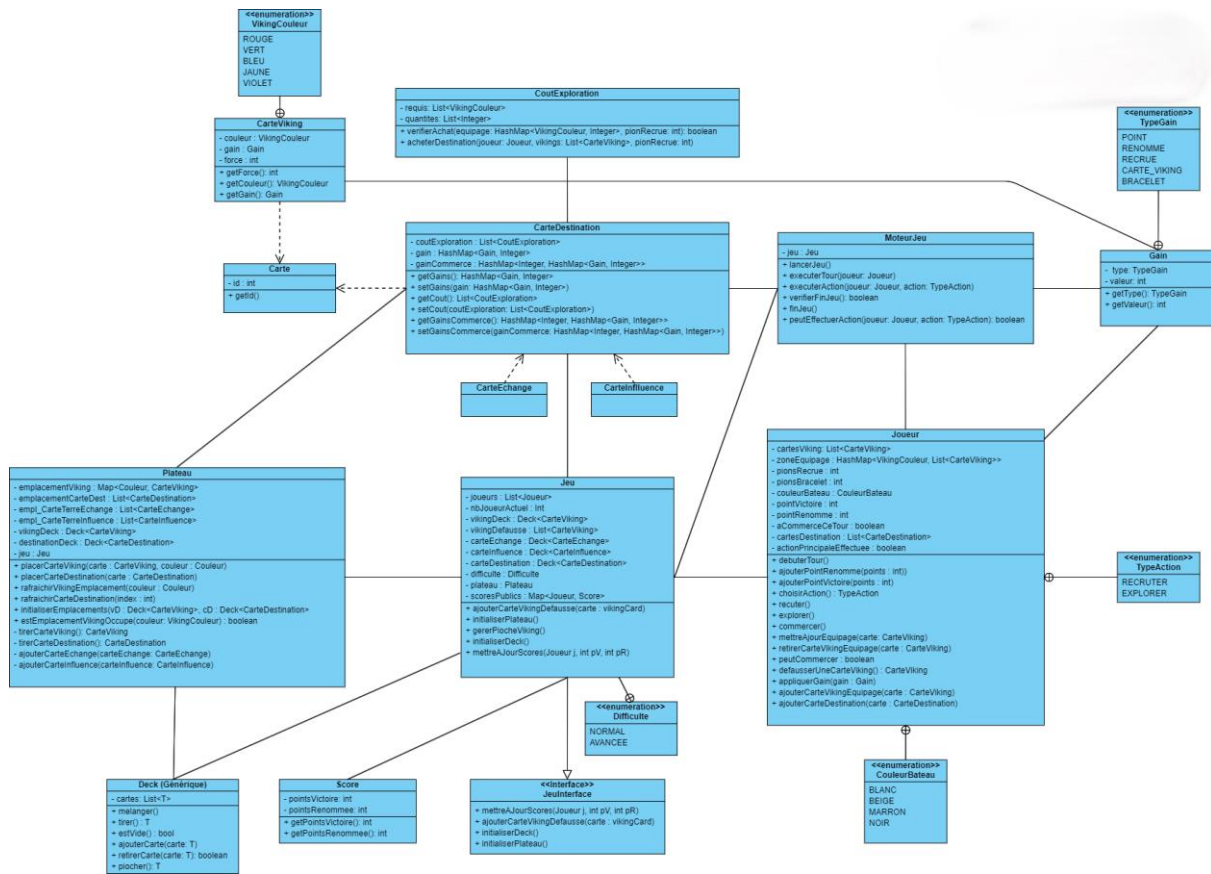 <<enumeration>>
VikingCouleur
ROUGE
VERT
BLEU
JAUNE
VIOLET
CarteViking
- couleur : VikingCouleur
- gain : Gain
- force : int
+ getForce(): int
+ getCouleur(): VikingCouleur
+ getGain(): Gain
CoutExploration
- requis: List<VikingCouleur>
- quantites: List<Integer>
+ verifierAchat(equipage: HashMap<VikingCouleur, Integer>, pionRecrue: int): boolean
+ acheterDestination(joueur: Joueur, vikings: List<CarteViking>, pionRecrue: int)
<<enumeration>>
TypeGain
POINT
RENOMME
RECRUE
CARTE_VIKING
BRACELET
Carte
- id : int
+ getId()
CarteDestination
- coutExploration : List<CoutExploration>
- gain : HashMap<Gain, Integer>
- gainCommerce : HashMap<Integer, HashMap<Gain, Integer>>
+ getGains(): HashMap<Gain, Integer>
+ setGains(gain: HashMap<Gain, Integer>)
+ getCout(): List<CoutExploration>
+ setCout(coutExploration: List<CoutExploration>)
+ getGainsCommerce(): HashMap<Integer, HashMap<Gain, Integer>>
+ setGainsCommerce(gainCommerce: HashMap<Integer, HashMap<Gain, Integer>>)
MoteurJeu
- jeu : Jeu
+ lancerJeu()
+ executerTour(joueur: Joueur)
+ executerAction(joueur: Joueur, action: TypeAction)
+ verifierFinJeu(): boolean
+ finJeu()
+ peutEffectuerAction(joueur: Joueur, action: TypeAction): boolean
Gain
- type: TypeGain
- valeur: int
+ getType(): TypeGain
+ getValeur(): int
CarteEchange
CarteInflluence
Plateau
- emplacementViking : Map<Couleur, CarteViking>
- emplacementCarteDest : List<CarteDestination>
- empl_CarteTerreEchange : List<CarteEchange>
- empl_CarteTerreInfluence : List<CarteInfluence>
- vikingDeck : Deck<CarteViking>
- destinationDeck : Deck<CarteDestination>
- jeu : Jeu
+ placerCarteViking(carte : CarteViking, couleur : Couleur)
+ placerCarteDestination(carte : CarteDestination)
+ rafraichirVikingEmplacement(couleur : Couleur)
+ rafraichirCarteDestination(index : int)
+ initialiserEmplacements(vD : Deck<CarteViking>, cD : Deck<CarteDestination>
+ estEmplacementVikingOccupe(couleur: VikingCouleur) : boolean
- tirerCarteViking(): CarteViking
- tirerCarteDestination(): CarteDestination
- ajouterCarteEchange(carteEchange: CarteEchange)
- ajouterCarteInfluence(carteInfluence: CarteInfluence)
Jeu
- joueurs : List<Joueur>
- nbJoueurActuel : Int
- vikingDeck : Deck<CarteViking>
- vikingDefausse : List<CarteViking>
- carteEchange : Deck<CarteEchange>
- carteInfluence : Deck<CarteInfluence>
- carteDestination : Deck<CarteDestination>
- difficulte : Difficulte
- plateau : Plateau
- scoresPublics : Map<Joueur, Score>
+ ajouterCarteVikingDefausse(carte : vikingCard)
+ initialiserPlateau()
+ gererPiocheViking()
+ initialiserDeck()
+ mettreAJourScores(Joueur j, int pV, int pR)
Joueur
- cartesViking: List<CarteViking>
- zoneEquipage : HashMap<VikingCouleur, List<CarteViking>>
- pionsRecrue : int
- pionsBracelet : int
- couleurBateau : CouleurBateau
- pointVictoire : int
- pointRenomme : int
- aCommerceCeTour : boolean
- cartesDestination : List<CarteDestination>
- actionPrincipaleEffectuee : boolean
+ debuterTour()
+ ajouterPointRenomme (points : int))
+ ajouterPointVictoire(points : int)
+ choisirAction() : TypeAction
+ recuter()
+ explorer()
+ commercer()
+ mettreAjourEquipage(carte: CarteViking)
+ retirerCarteVikingEquipage(carte : CarteViking)
+ peutCommercer : boolean
+ defausserUneCarteViking() : CarteViking
+ appliquerGain(gain : Gain)
+ ajouterCarteVikingEquipage(carte : CarteViking)
+ ajouterCarteDestination(carte : CarteDestination)
<<enumeration>>
TypeAction
RECRUTER
EXPLORER
<<enumeration>>
Difficulte
NORMAL
AVANCEE
<<enumeration>>
CouleurBateau
BLANC
BEIGE
MARRON
NOIR
Deck (Générique)
- cartes: List<T>
+ melanger()
+ tirer() : T
+ estVide() : bool
+ ajouterCarte(carte: T)
+ retirerCarte(carte: T): boolean
+ piocher(): T
Score
- pointsVictoire: int
- pointsRenommee: int
+ getPointsVictoire(): int
+ getPointsRenommee(): int
<<Interface>>
JeuInterface
+ mettreAJourScores(Joueur j, int pV, int pR)
+ ajouterCarteVikingDefausse(carte : vikingCard)
+ initialiserDeck()
+ initialiserPlateau()